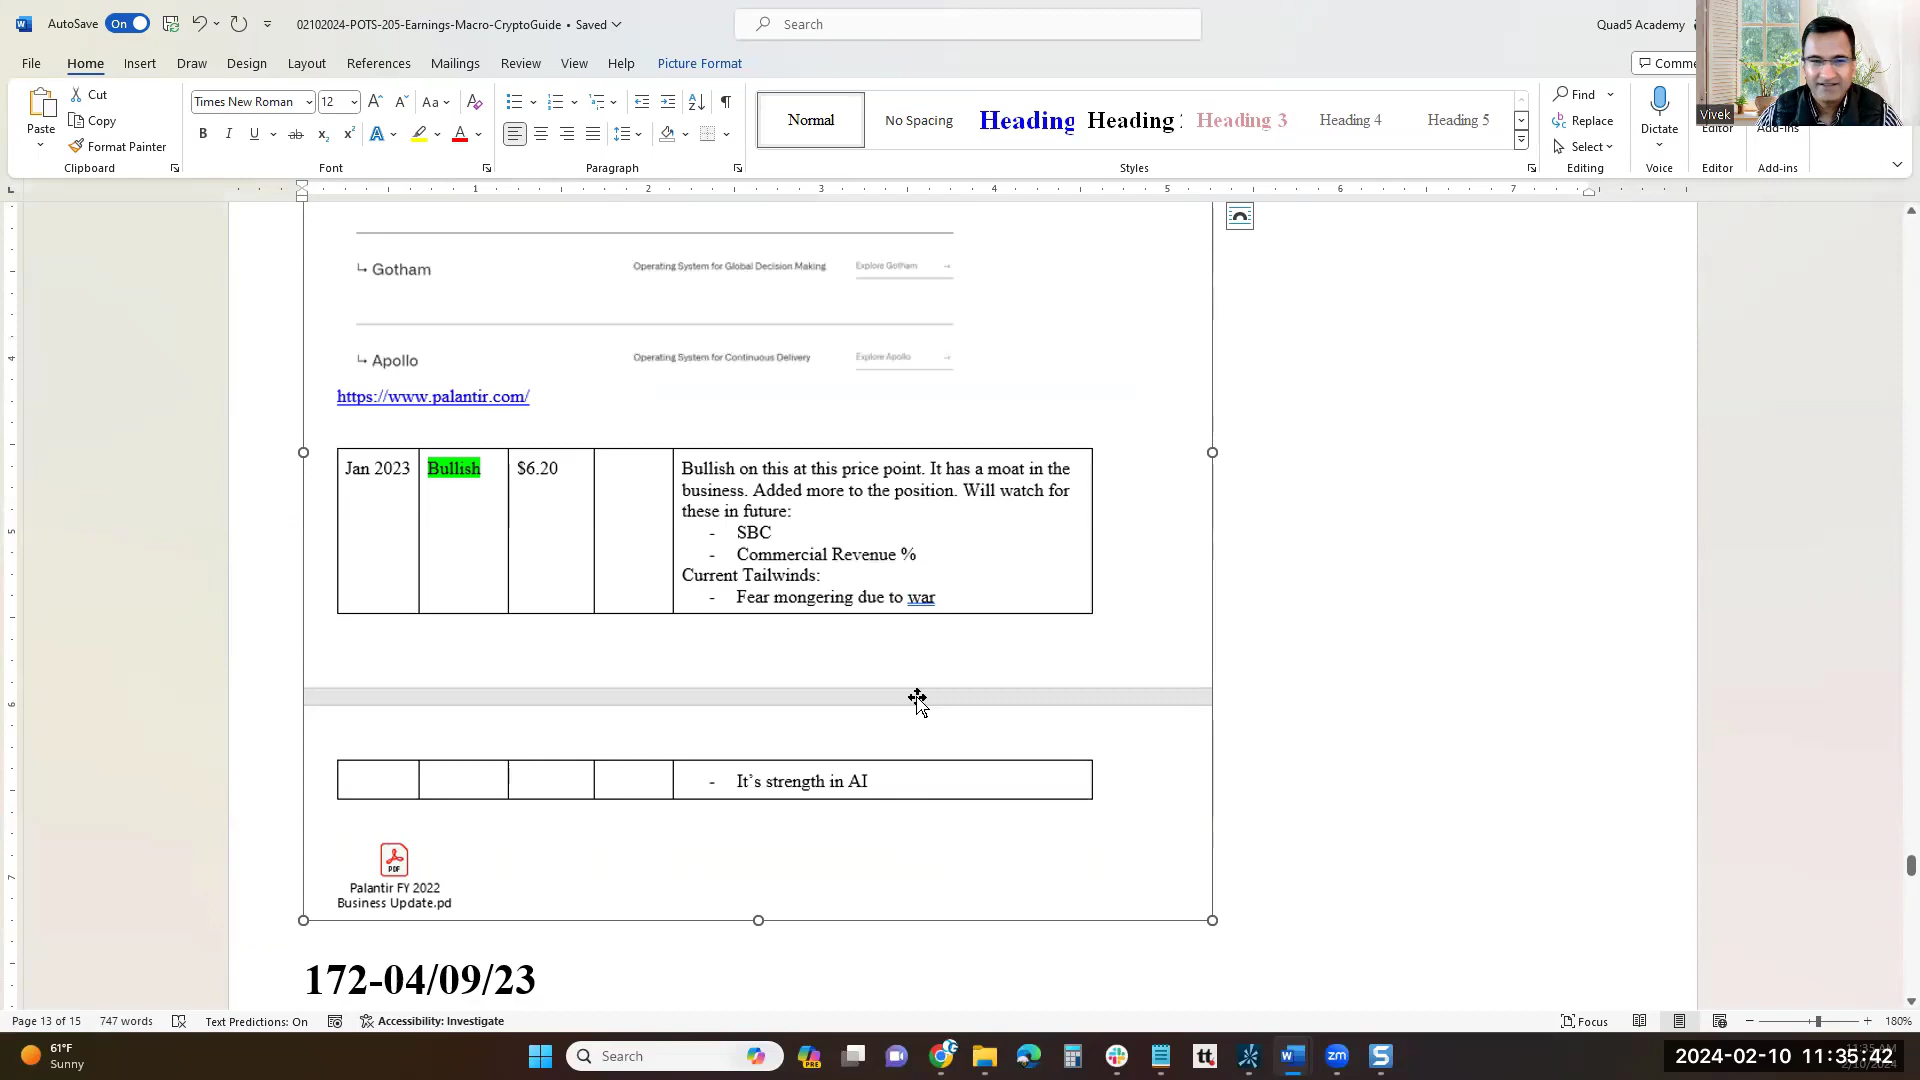 AutoSave On 02102024-POTS-205-Earnings-Macro-CryptoGuide • Saved Search Quad5 Academy
File Home Insert Draw Design Layout References Mailings Review View Help Picture Format
Vivek
Paste Cut Copy Format Painter
Times New Roman 12
Normal No Spacing Heading Heading Heading 3 Heading 4 Heading 5
Find Replace Select Dictate Editor Add-ins
Clipboard Font Paragraph Styles Editing Voice Editor Add-ins
1 2 3 4 5 6 7
↳ Gotham Operating System for Global Decision Making Explore Gotham →
↳ Apollo Operating System for Continuous Delivery Explore Apollo →
https://www.palantir.com/
Jan 2023 Bullish $6.20 Bullish on this at this price point. It has a moat in the
business. Added more to the position. Will watch for
these in future:
- SBC
- Commercial Revenue %
Current Tailwinds:
- Fear mongering due to war
- It's strength in AI
PDF
Palantir FY 2022
Business Update.pd
172-04/09/23
Page 13 of 15 747 words Text Predictions: On Accessibility: Investigate Focus 180%
61°F
Sunny
Search
2024-02-10 11:35:42